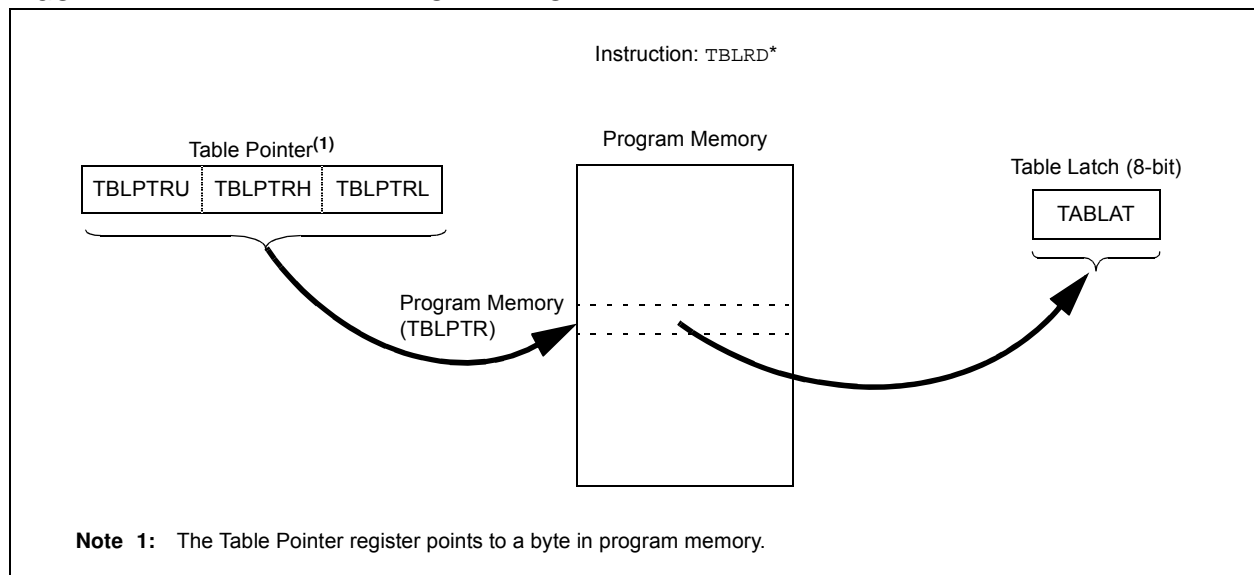 Instruction: TBLRD*
Table Pointer(1)
Program Memory
Table Latch (8-bit)
TBLPTRU TBLPTRH TBLPTRL
TABLAT
Program Memory
(TBLPTR)
Note 1: The Table Pointer register points to a byte in program memory.